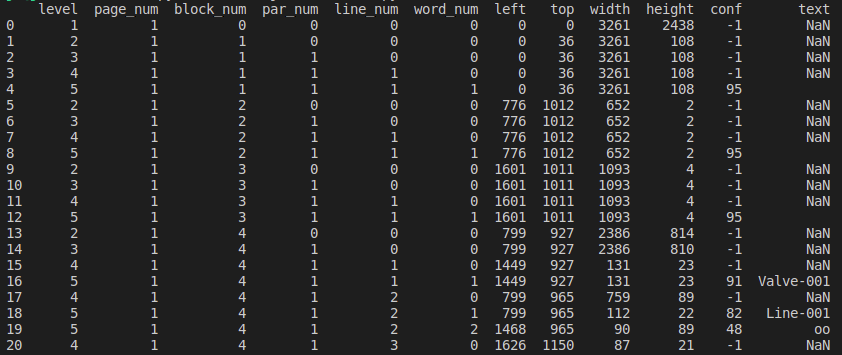 level page_num block_num par_num line_num word_num left top width height conf text
0 1 1 0 0 0 0 0 0 3261 2438 -1 NaN
1 2 1 1 0 0 0 0 36 3261 108 -1 NaN
2 3 1 1 1 0 0 0 36 3261 108 -1 NaN
3 4 1 1 1 1 0 0 36 3261 108 -1 NaN
4 5 1 1 1 1 1 0 36 3261 108 95
5 2 1 2 0 0 0 776 1012 652 2 -1 NaN
6 3 1 2 1 0 0 776 1012 652 2 -1 NaN
7 4 1 2 1 1 0 776 1012 652 2 -1 NaN
8 5 1 2 1 1 1 776 1012 652 2 95
9 2 1 3 0 0 0 1601 1011 1093 4 -1 NaN
10 3 1 3 1 0 0 1601 1011 1093 4 -1 NaN
11 4 1 3 1 1 0 1601 1011 1093 4 -1 NaN
12 5 1 3 1 1 1 1601 1011 1093 4 95
13 2 1 4 0 0 0 799 927 2386 814 -1 NaN
14 3 1 4 1 0 0 799 927 2386 810 -1 NaN
15 4 1 4 1 1 0 1449 927 131 23 -1 NaN
16 5 1 4 1 1 1 1449 927 131 23 91 Valve-001
17 4 1 4 1 2 0 799 965 759 89 -1 NaN
18 5 1 4 1 2 1 799 965 112 22 82 Line-001
19 5 1 4 1 2 2 1468 965 90 89 48 oo
20 4 1 4 1 3 0 1626 1150 87 21 -1 NaN